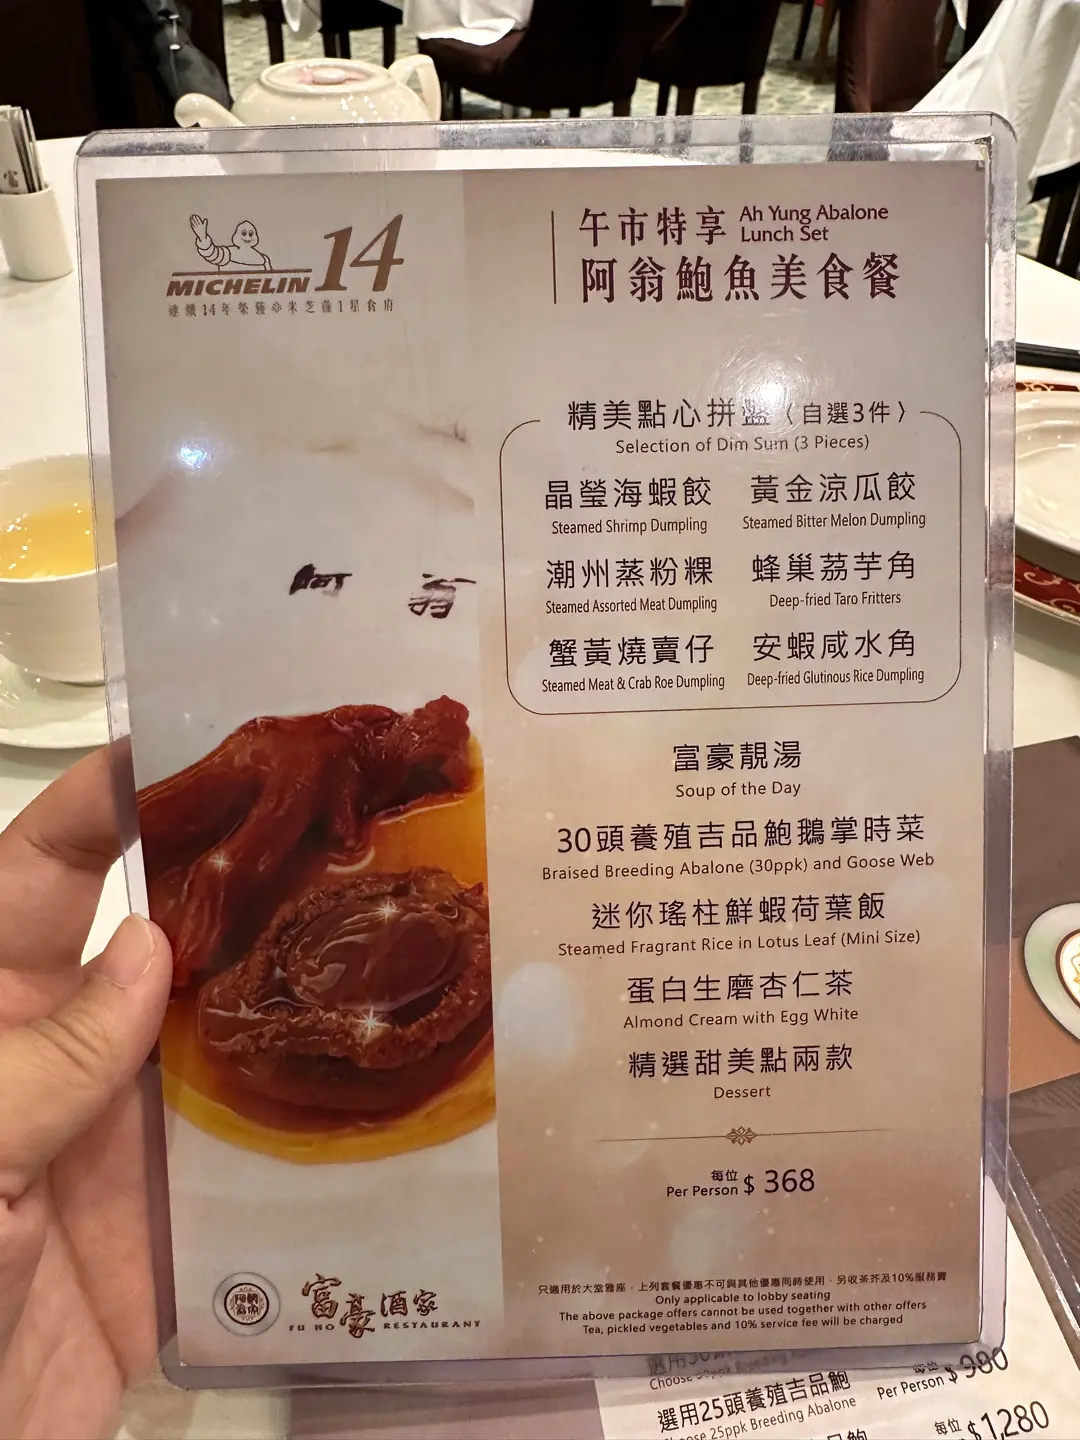 MICHELIN 14
連續14年榮獲米芝蓮1星食府
午市特享 Ah Yung Abalone
Lunch Set
阿翁鮑魚美食餐
精美點心拼盤〈自選3件〉
Selection of Dim Sum (3 Pieces)
晶瑩海蝦餃 黃金涼瓜餃
Steamed Shrimp Dumpling Steamed Bitter Melon Dumpling
潮州蒸粉粿 蜂巢荔芋角
Steamed Assorted Meat Dumpling Deep-fried Taro Fritters
蟹黃燒賣仔 安蝦咸水角
Steamed Meat & Crab Roe Dumpling Deep-fried Glutinous Rice Dumpling
阿翁
富豪靚湯
Soup of the Day
30頭養殖吉品鮑鵝掌時菜
Braised Breeding Abalone (30ppk) and Goose Web
迷你瑤柱鮮蝦荷葉飯
Steamed Fragrant Rice in Lotus Leaf (Mini Size)
蛋白生磨杏仁茶
Almond Cream with Egg White
精選甜美點兩款
Dessert
每位
Per Person $ 368
富豪酒家
FU HO RESTAURANT
只適用於大堂雅座．上列套餐優惠不可與其他優惠同時使用．另收茶芥及10%服務費
Only applicable to lobby seating
The above package offers cannot be used together with other offers
Tea, pickled vegetables and 10% service fee will be charged
選用30頭
Choose 30ppk Breeding
每位
Per Person $ 980
選用25頭養殖吉品鮑
Choose 25ppk Breeding Abalone
每位
$1,280